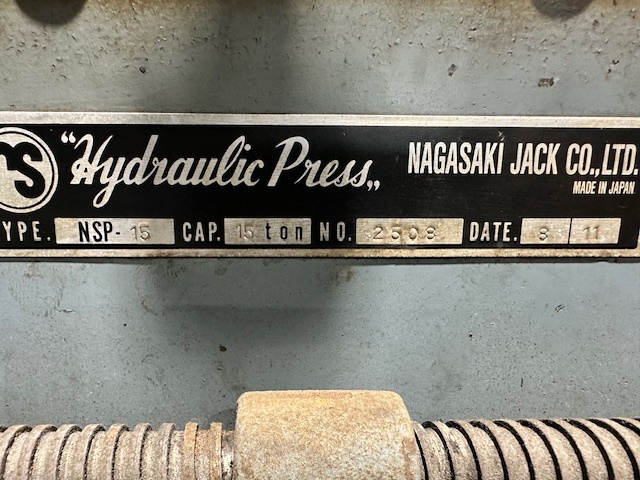 "Hydraulic Press„ NAGASAKI JACK CO.,LTD.
MADE IN JAPAN
YPE. NSP-15 CAP. 15 ton NO. 2608 DATE. 8 11